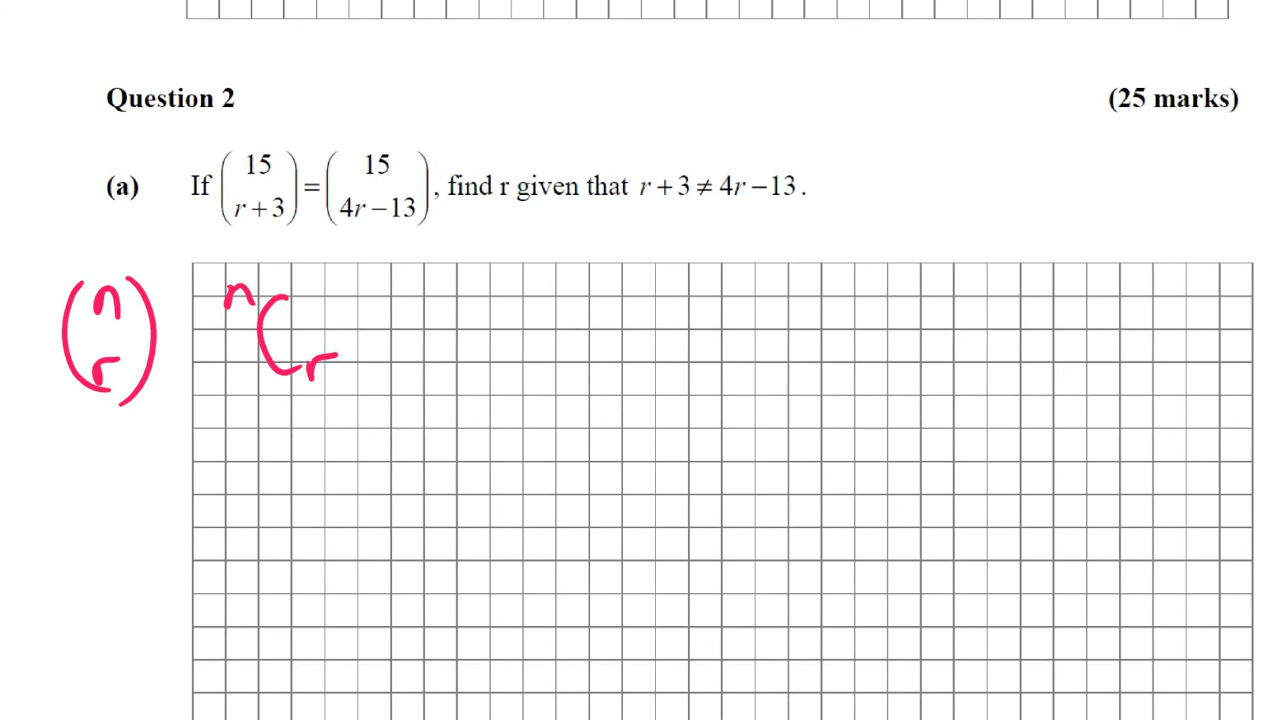 Question 2 (25 marks)
(a) If (15 / r + 3) = (15 / 4r − 13), find r given that r + 3 ≠ 4r − 13.
(n / r) nCr